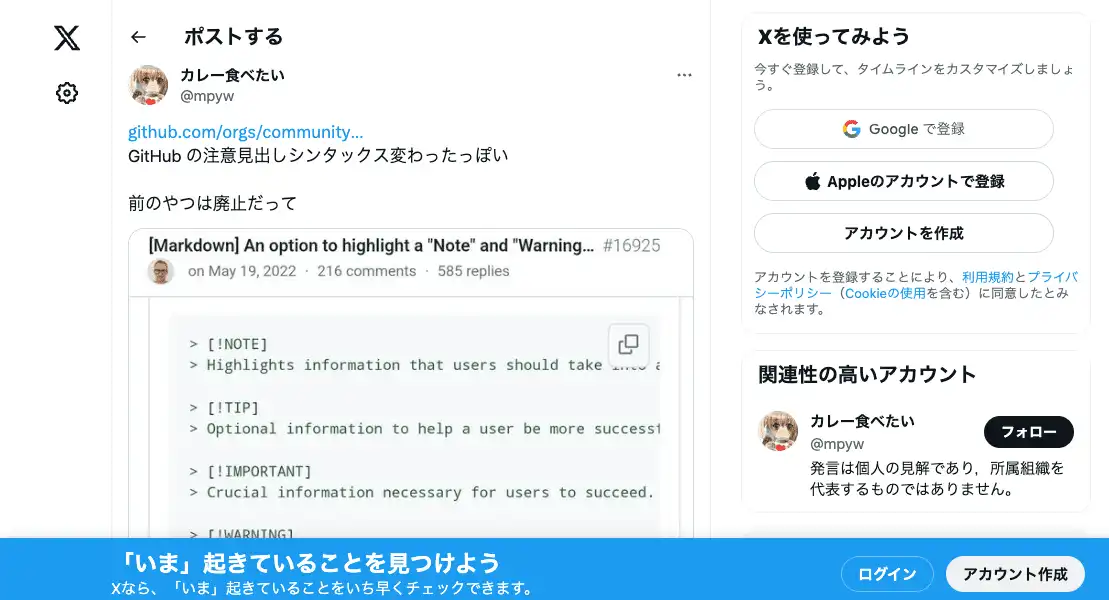 ポストする
カレー食べたい
@mpyw
github.com/orgs/community…
GitHub の注意見出しシンタックス変わったっぽい
前のやつは廃止だって
[Markdown] An option to highlight a "Note" and "Warning... #16925
on May 19, 2022 · 216 comments · 585 replies
> [!NOTE]
> Highlights information that users should take into a
> [!TIP]
> Optional information to help a user be more successf
> [!IMPORTANT]
> Crucial information necessary for users to succeed.
> [!WARNING]
Xを使ってみよう
今すぐ登録して、タイムラインをカスタマイズしましょ
う。
Google で登録
Appleのアカウントで登録
アカウントを作成
アカウントを登録することにより、利用規約とプライバ
シーポリシー（Cookieの使用を含む）に同意したとみ
なされます。
関連性の高いアカウント
カレー食べたい
@mpyw
フォロー
発言は個人の見解であり，所属組織を
代表するものではありません。
「いま」起きていることを見つけよう
Xなら、「いま」起きていることをいち早くチェックできます。
ログイン
アカウント作成